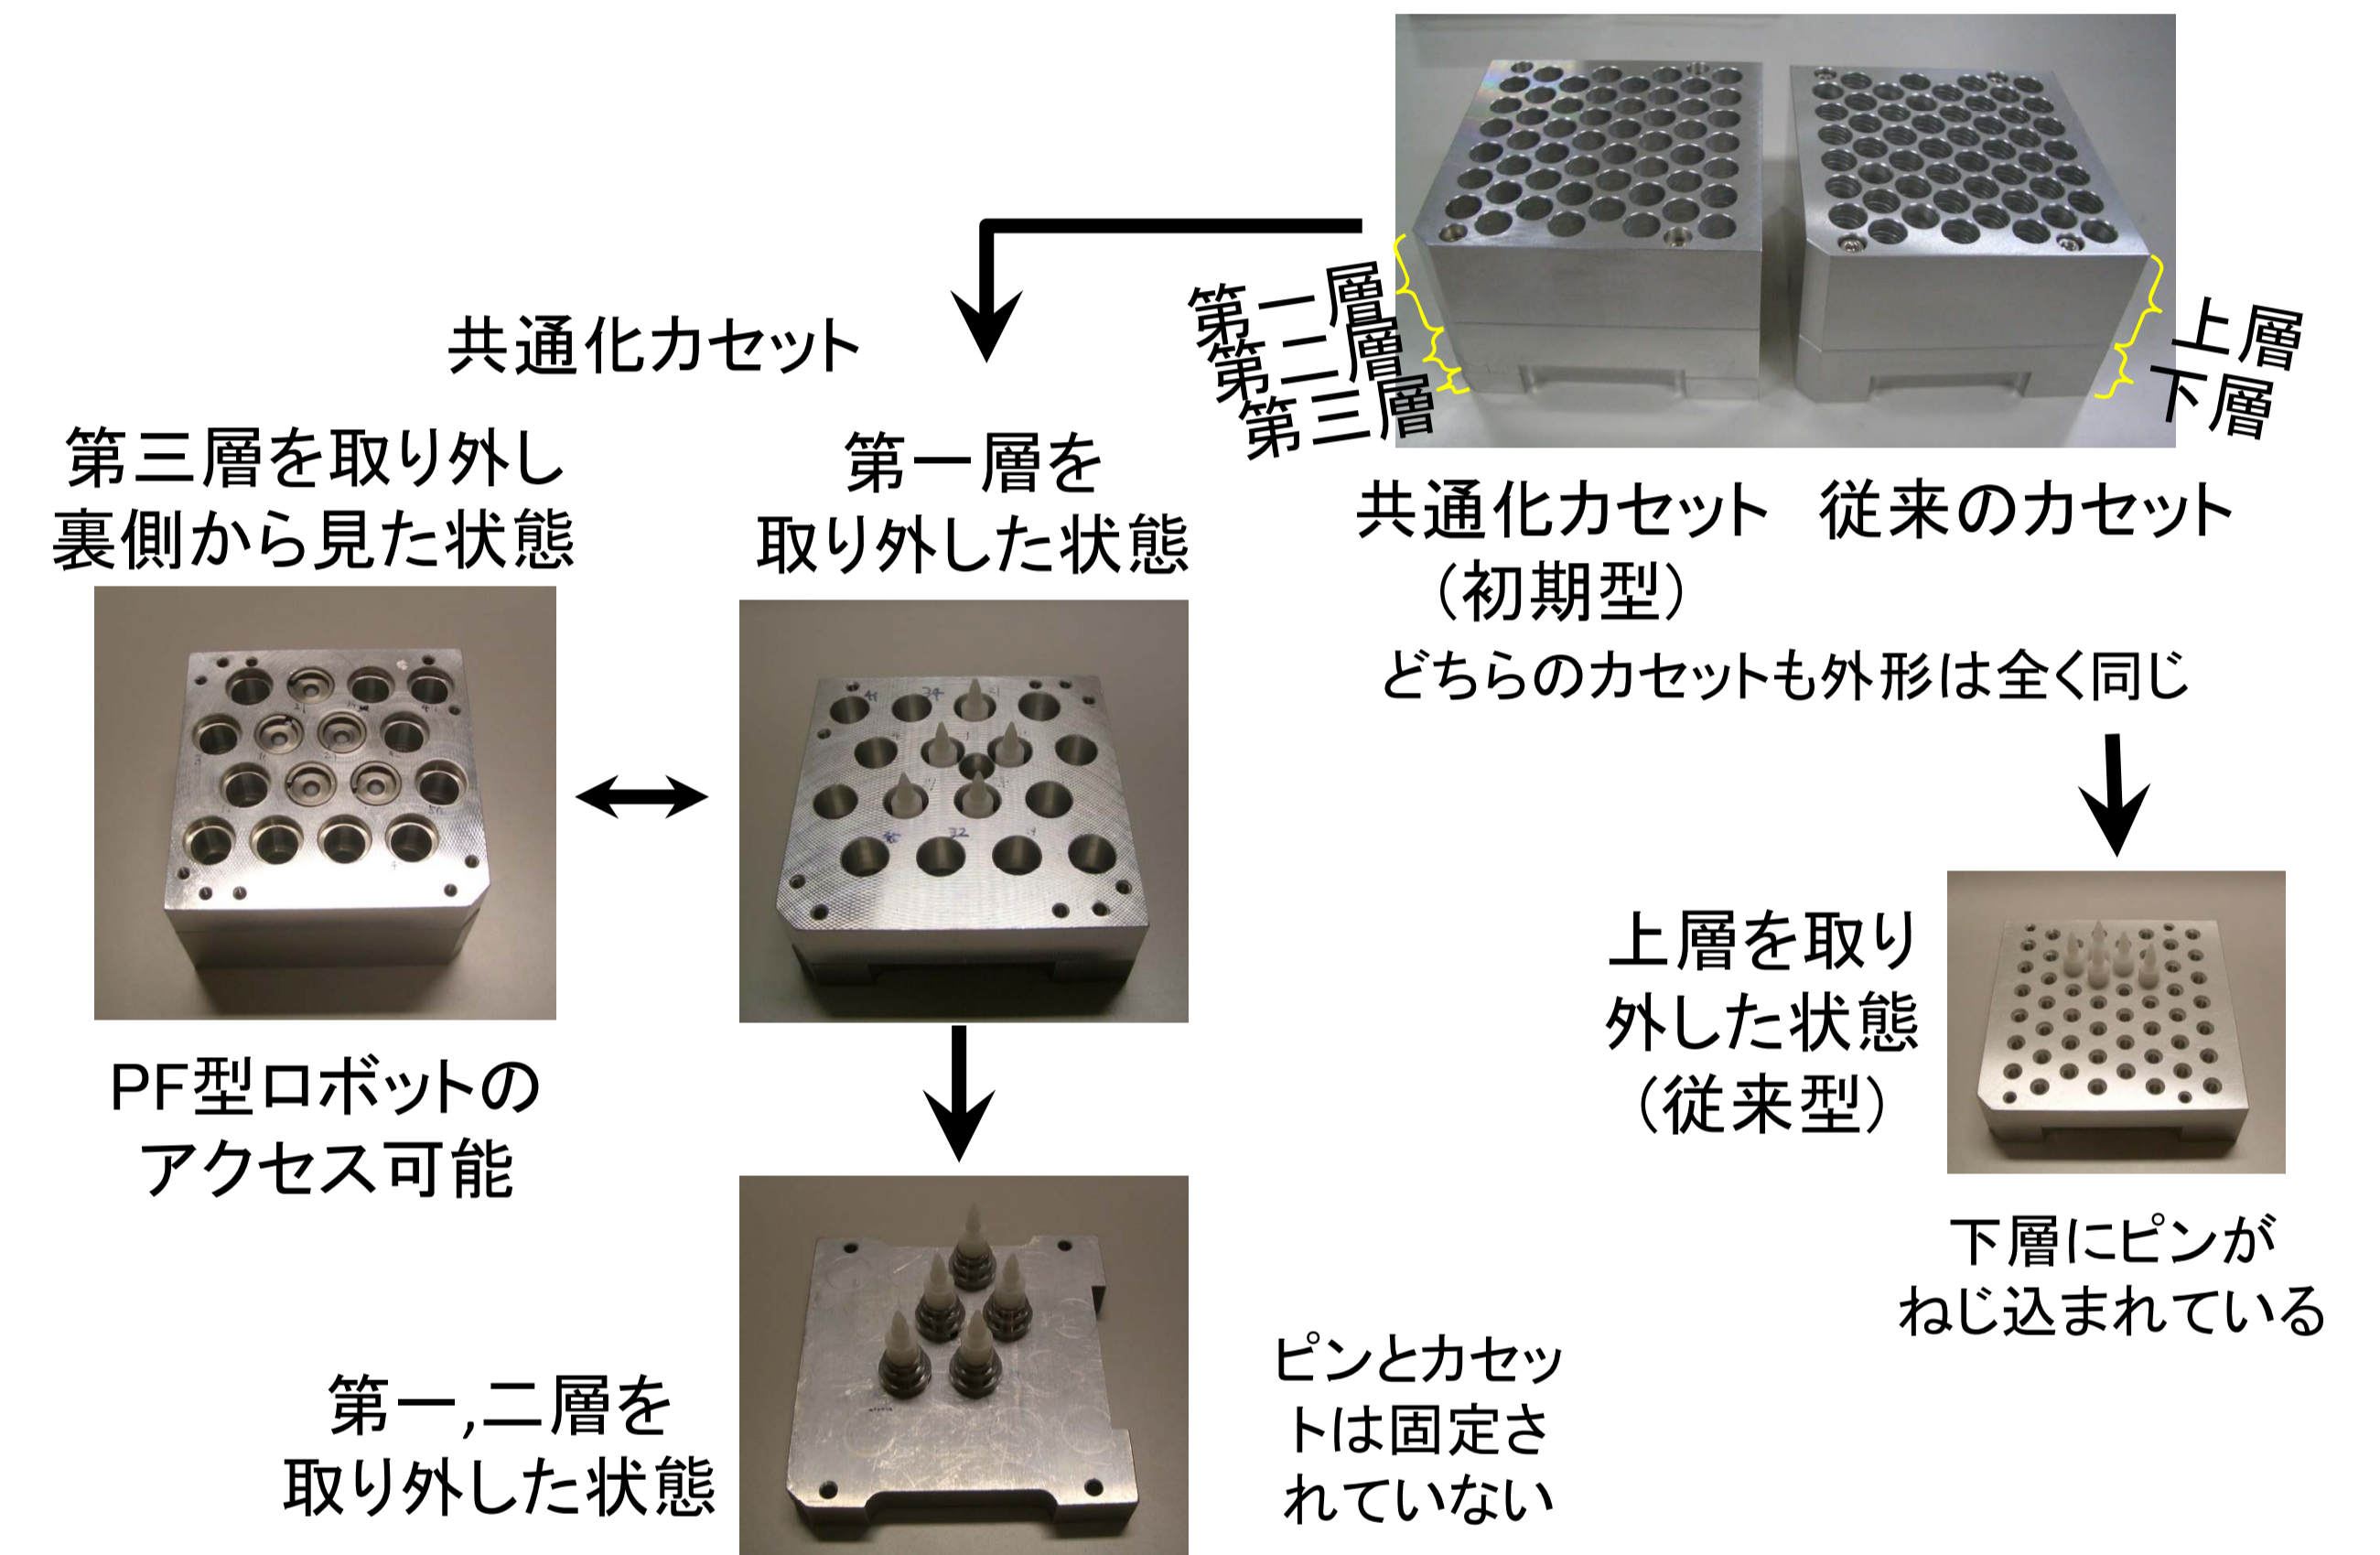 第一層
第二層
第三層
上層
下層
共通化カセット
（初期型）
従来のカセット
どちらのカセットも外形は全く同じ
共通化カセット
第三層を取り外し
裏側から見た状態
第一層を
取り外した状態
PF型ロボットの
アクセス可能
上層を取り
外した状態
（従来型）
下層にピンが
ねじ込まれている
第一,二層を
取り外した状態
ピンとカセッ
トは固定さ
れていない